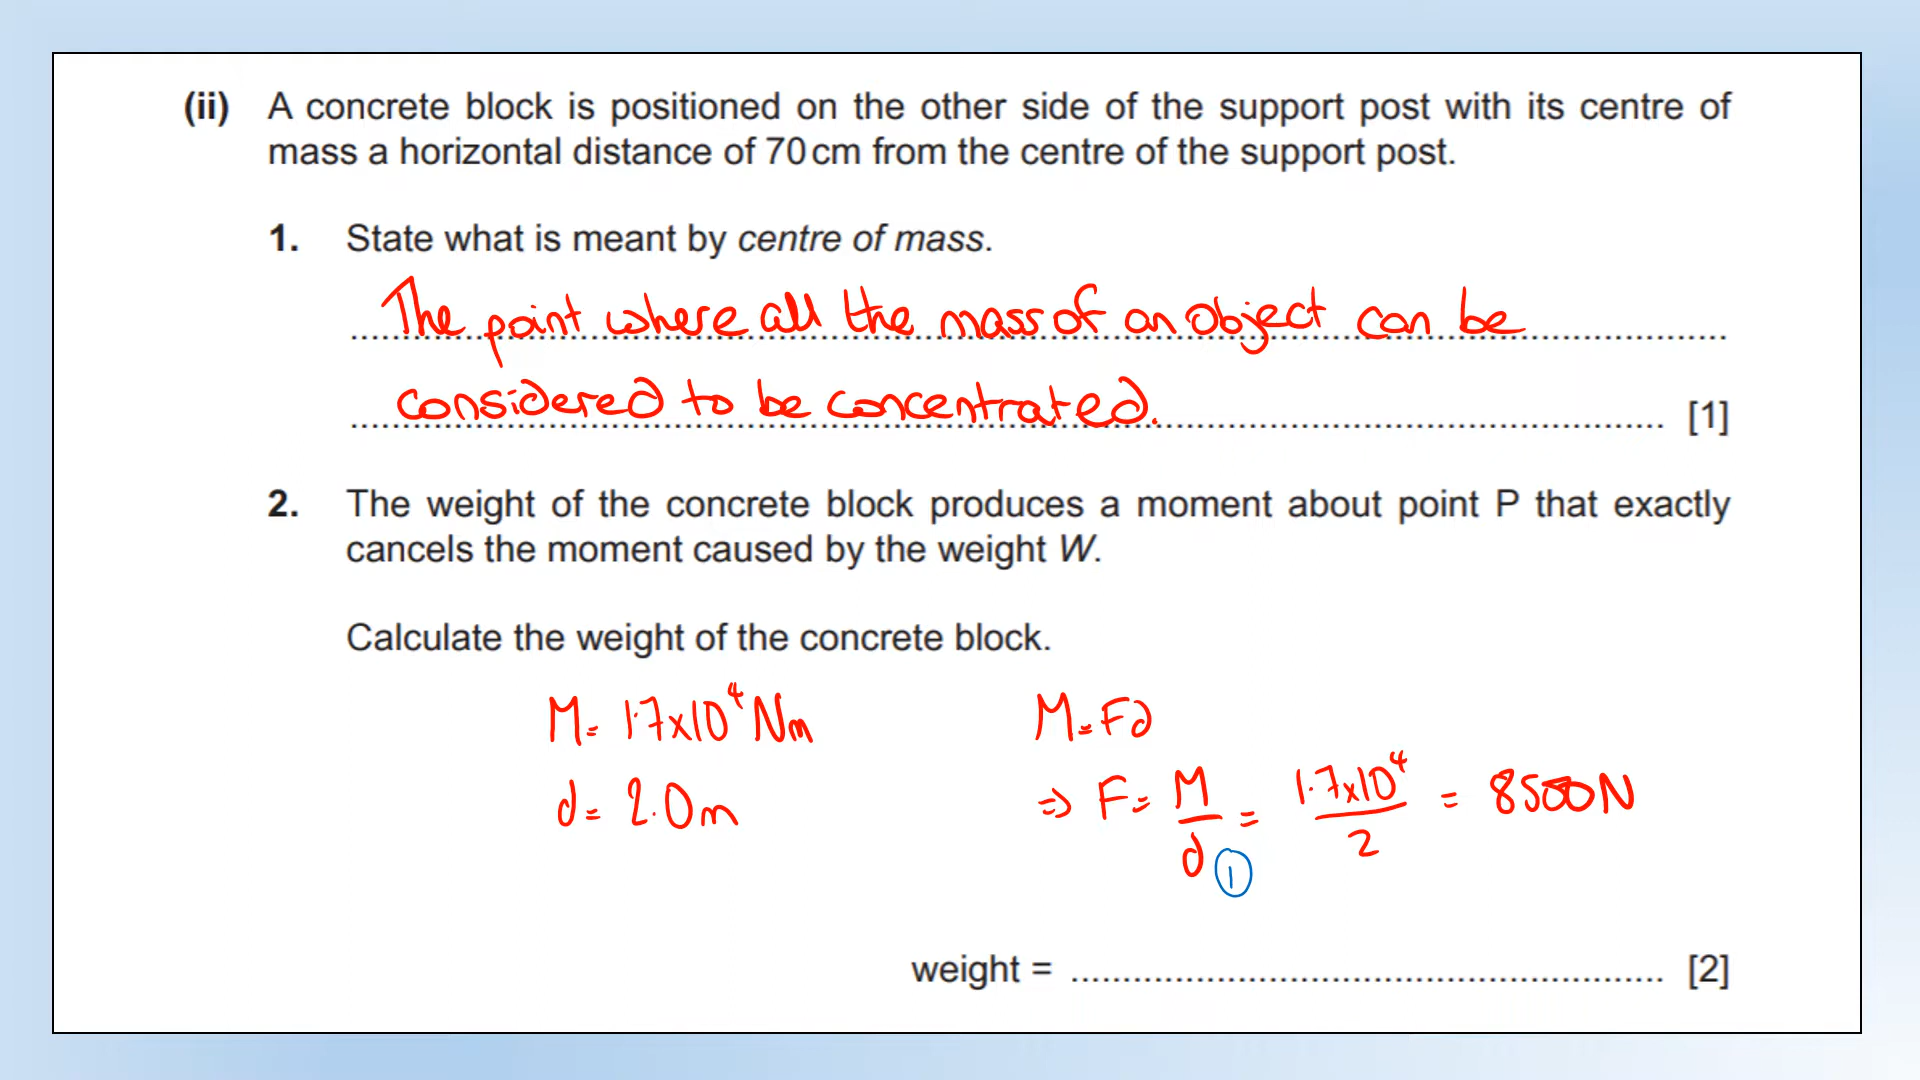 (ii) A concrete block is positioned on the other side of the support post with its centre of
mass a horizontal distance of 70 cm from the centre of the support post.
1. State what is meant by centre of mass.
The point where all the mass of an object can be
considered to be concentrated.
[1]
2. The weight of the concrete block produces a moment about point P that exactly
cancels the moment caused by the weight W.
Calculate the weight of the concrete block.
M = 1.7×10⁴ Nm
d = 2.0m
M = Fd
⇒ F = M/d = 1.7×10⁴/2 = 8500N
①
weight = ........................................................ [2]